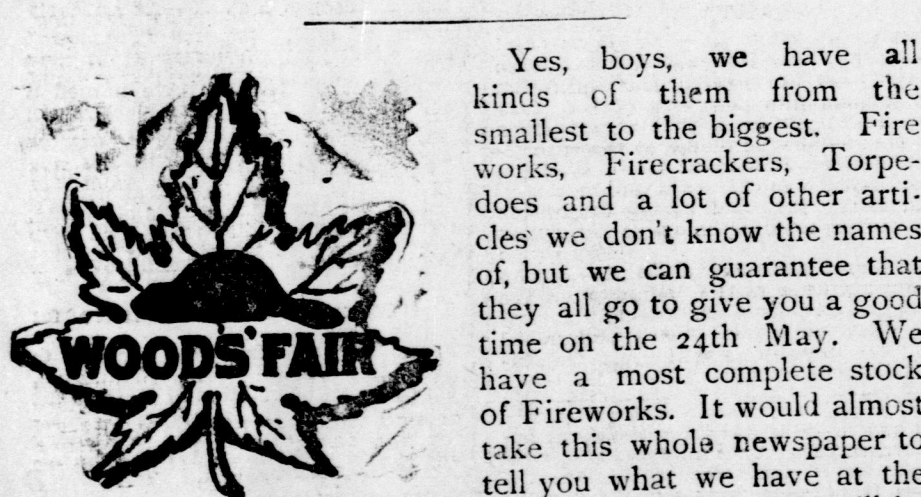 WOODS' FAIR
Yes, boys, we have all
kinds of them from the
smallest to the biggest. Fire
works, Firecrackers, Torpe-
does and a lot of other arti-
cles we don't know the names
of, but we can guarantee that
they all go to give you a good
time on the 24th May. We
have a most complete stock
of Fireworks. It would almost
take this whole newspaper to
tell you what we have at the